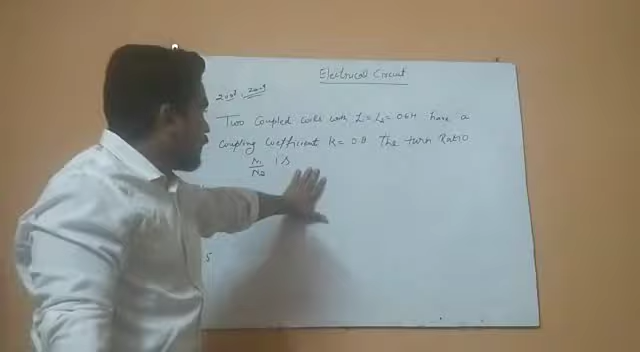 Electrical Circuit
Two Coupled Coils with L1 = L2 = 0.6H have a
Coupling Coefficient K = 0.8 The turn Ratio
N1
N2
is
5